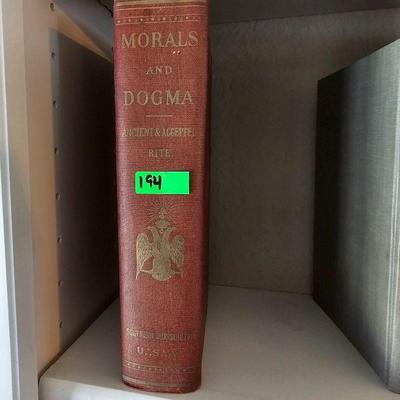 MORALS
AND
DOGMA
ANCIENT & ACCEPTED
RITE.
194
SOUTHERN JURISDICTION
U.S.A.